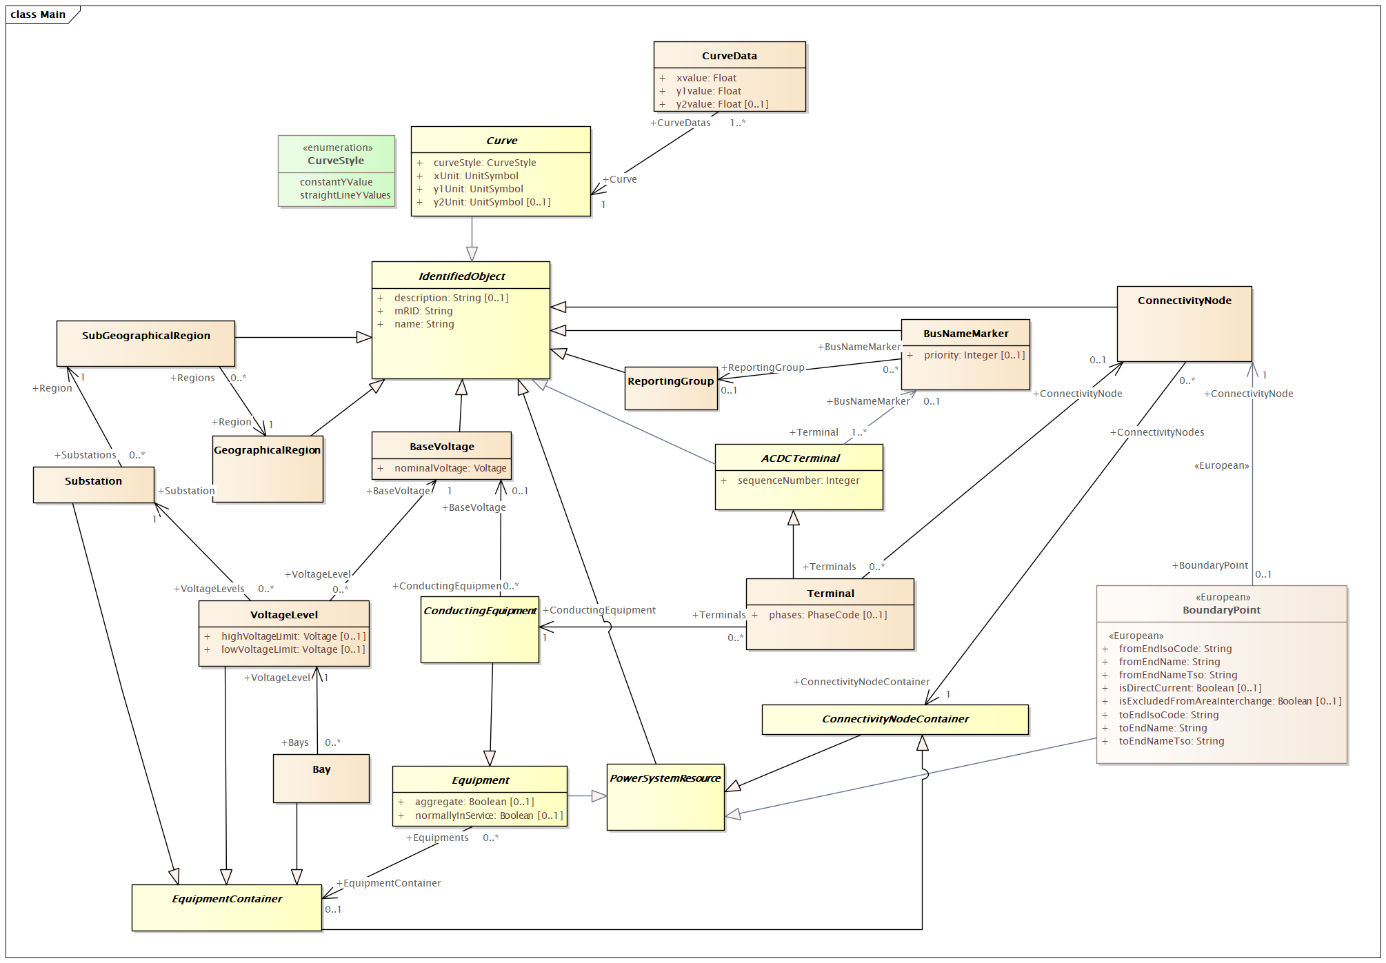 class Main
CurveData
+ xvalue: Float
+ y1value: Float
+ y2value: Float [0..1]
+CurveDatas 1..*
+Curve
1
«enumeration»
CurveStyle
constantYValue
straightLineYValues
Curve
+ curveStyle: CurveStyle
+ xUnit: UnitSymbol
+ y1Unit: UnitSymbol
+ y2Unit: UnitSymbol [0..1]
IdentifiedObject
+ description: String [0..1]
+ mRID: String
+ name: String
ConnectivityNode
SubGeographicalRegion
BusNameMarker
+ priority: Integer [0..1]
+BusNameMarker
0..*
+ReportingGroup
0..1
ReportingGroup
0..1
+ConnectivityNode
0..*
1
+ConnectivityNode
+Region
1
+Regions 0..*
+Region
1
+BusNameMarker 0..1
+Terminal 1..*
+ConnectivityNodes
GeographicalRegion
BaseVoltage
+ nominalVoltage: Voltage
+BaseVoltage 1
0..1
+BaseVoltage
ACDCTerminal
+ sequenceNumber: Integer
+Substations 0..*
Substation
+Substation
1
«European»
+VoltageLevel
0..*
+VoltageLevels 0..*
+ConductingEquipmen 0..*
+Terminals 0..*
+BoundaryPoint
0..1
VoltageLevel
+ highVoltageLimit: Voltage [0..1]
+ lowVoltageLimit: Voltage [0..1]
+VoltageLevel 1
ConductingEquipment
+ConductingEquipment
1
+Terminals
0..*
Terminal
+ phases: PhaseCode [0..1]
«European»
BoundaryPoint
«European»
+ fromEndIsoCode: String
+ fromEndName: String
+ fromEndNameTso: String
+ isDirectCurrent: Boolean [0..1]
+ isExcludedFromAreaInterchange: Boolean [0..1]
+ toEndIsoCode: String
+ toEndName: String
+ toEndNameTso: String
+ConnectivityNodeContainer
1
ConnectivityNodeContainer
+Bays 0..*
Bay
Equipment
+ aggregate: Boolean [0..1]
+ normallyInService: Boolean [0..1]
+Equipments 0..*
PowerSystemResource
+EquipmentContainer
0..1
EquipmentContainer